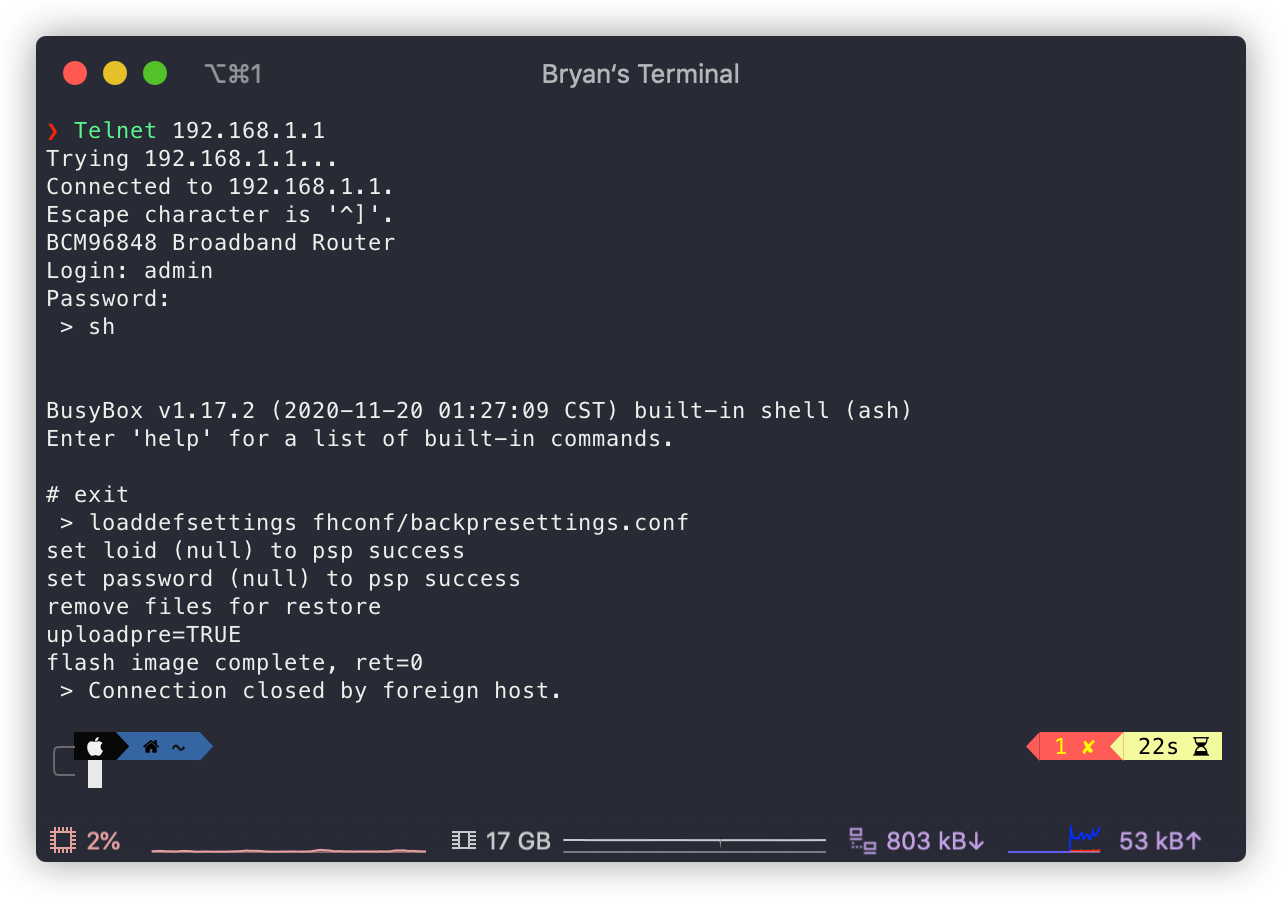 ⌥⌘1 Bryan‘s Terminal
❯ Telnet 192.168.1.1
Trying 192.168.1.1...
Connected to 192.168.1.1.
Escape character is '^]'.
BCM96848 Broadband Router
Login: admin
Password:
 > sh
BusyBox v1.17.2 (2020-11-20 01:27:09 CST) built-in shell (ash)
Enter 'help' for a list of built-in commands.
# exit
 > loaddefsettings fhconf/backpresettings.conf
set loid (null) to psp success
set password (null) to psp success
remove files for restore
uploadpre=TRUE
flash image complete, ret=0
 > Connection closed by foreign host.
~ 1 ✘ 22s
2% 17 GB 803 kB↓ 53 kB↑